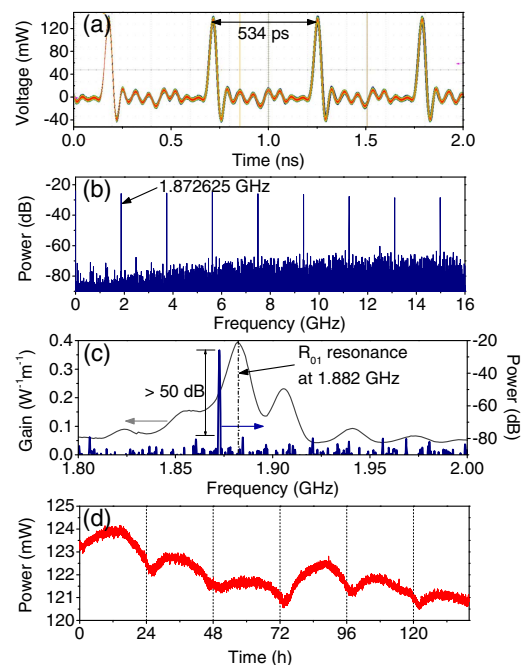 (a)
534 ps
Voltage (mW)
120
80
40
0
-40
0.0 0.5 1.0 1.5 2.0
Time (ns)
(b)
1.872625 GHz
Power (dB)
-20
-40
-60
-80
0 2 4 6 8 10 12 14 16
Frequency (GHz)
(c)
R01 resonance
at 1.882 GHz
> 50 dB
Gain (W-1m-1)
0.4
0.3
0.2
0.1
0.0
Power (dB)
-20
-40
-60
-80
1.80 1.85 1.90 1.95 2.00
Frequency (GHz)
(d)
Power (mW)
125
124
123
122
121
120
0 24 48 72 96 120
Time (h)